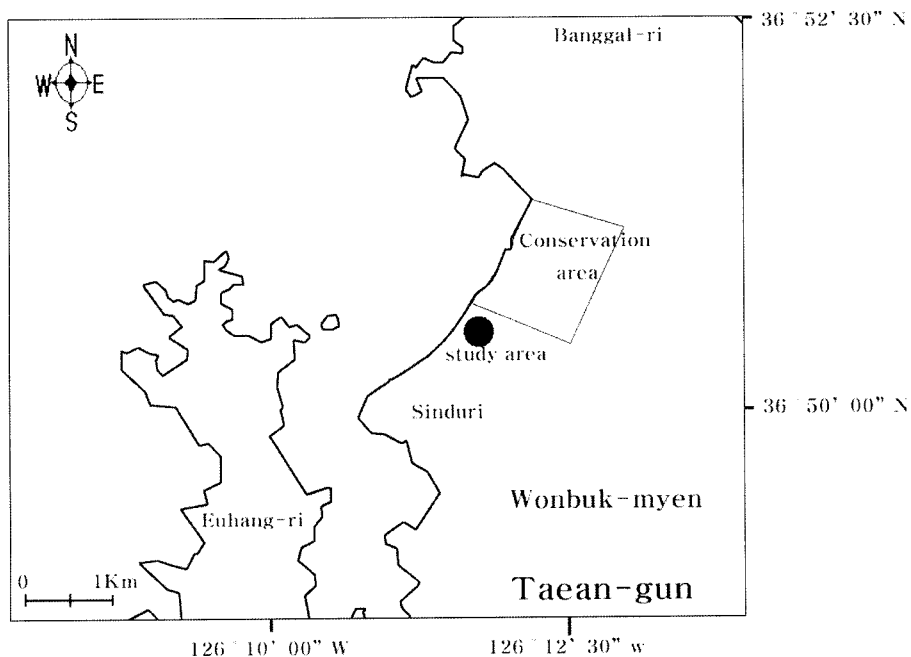 36°52'30" N
Banggal-ri
N
W E
S
Conservation
area
study area
Sinduri
36°50'00" N
Wonbuk-myen
Euhang-ri
0 1Km
Taean-gun
126°10'00" W
126°12'30" w